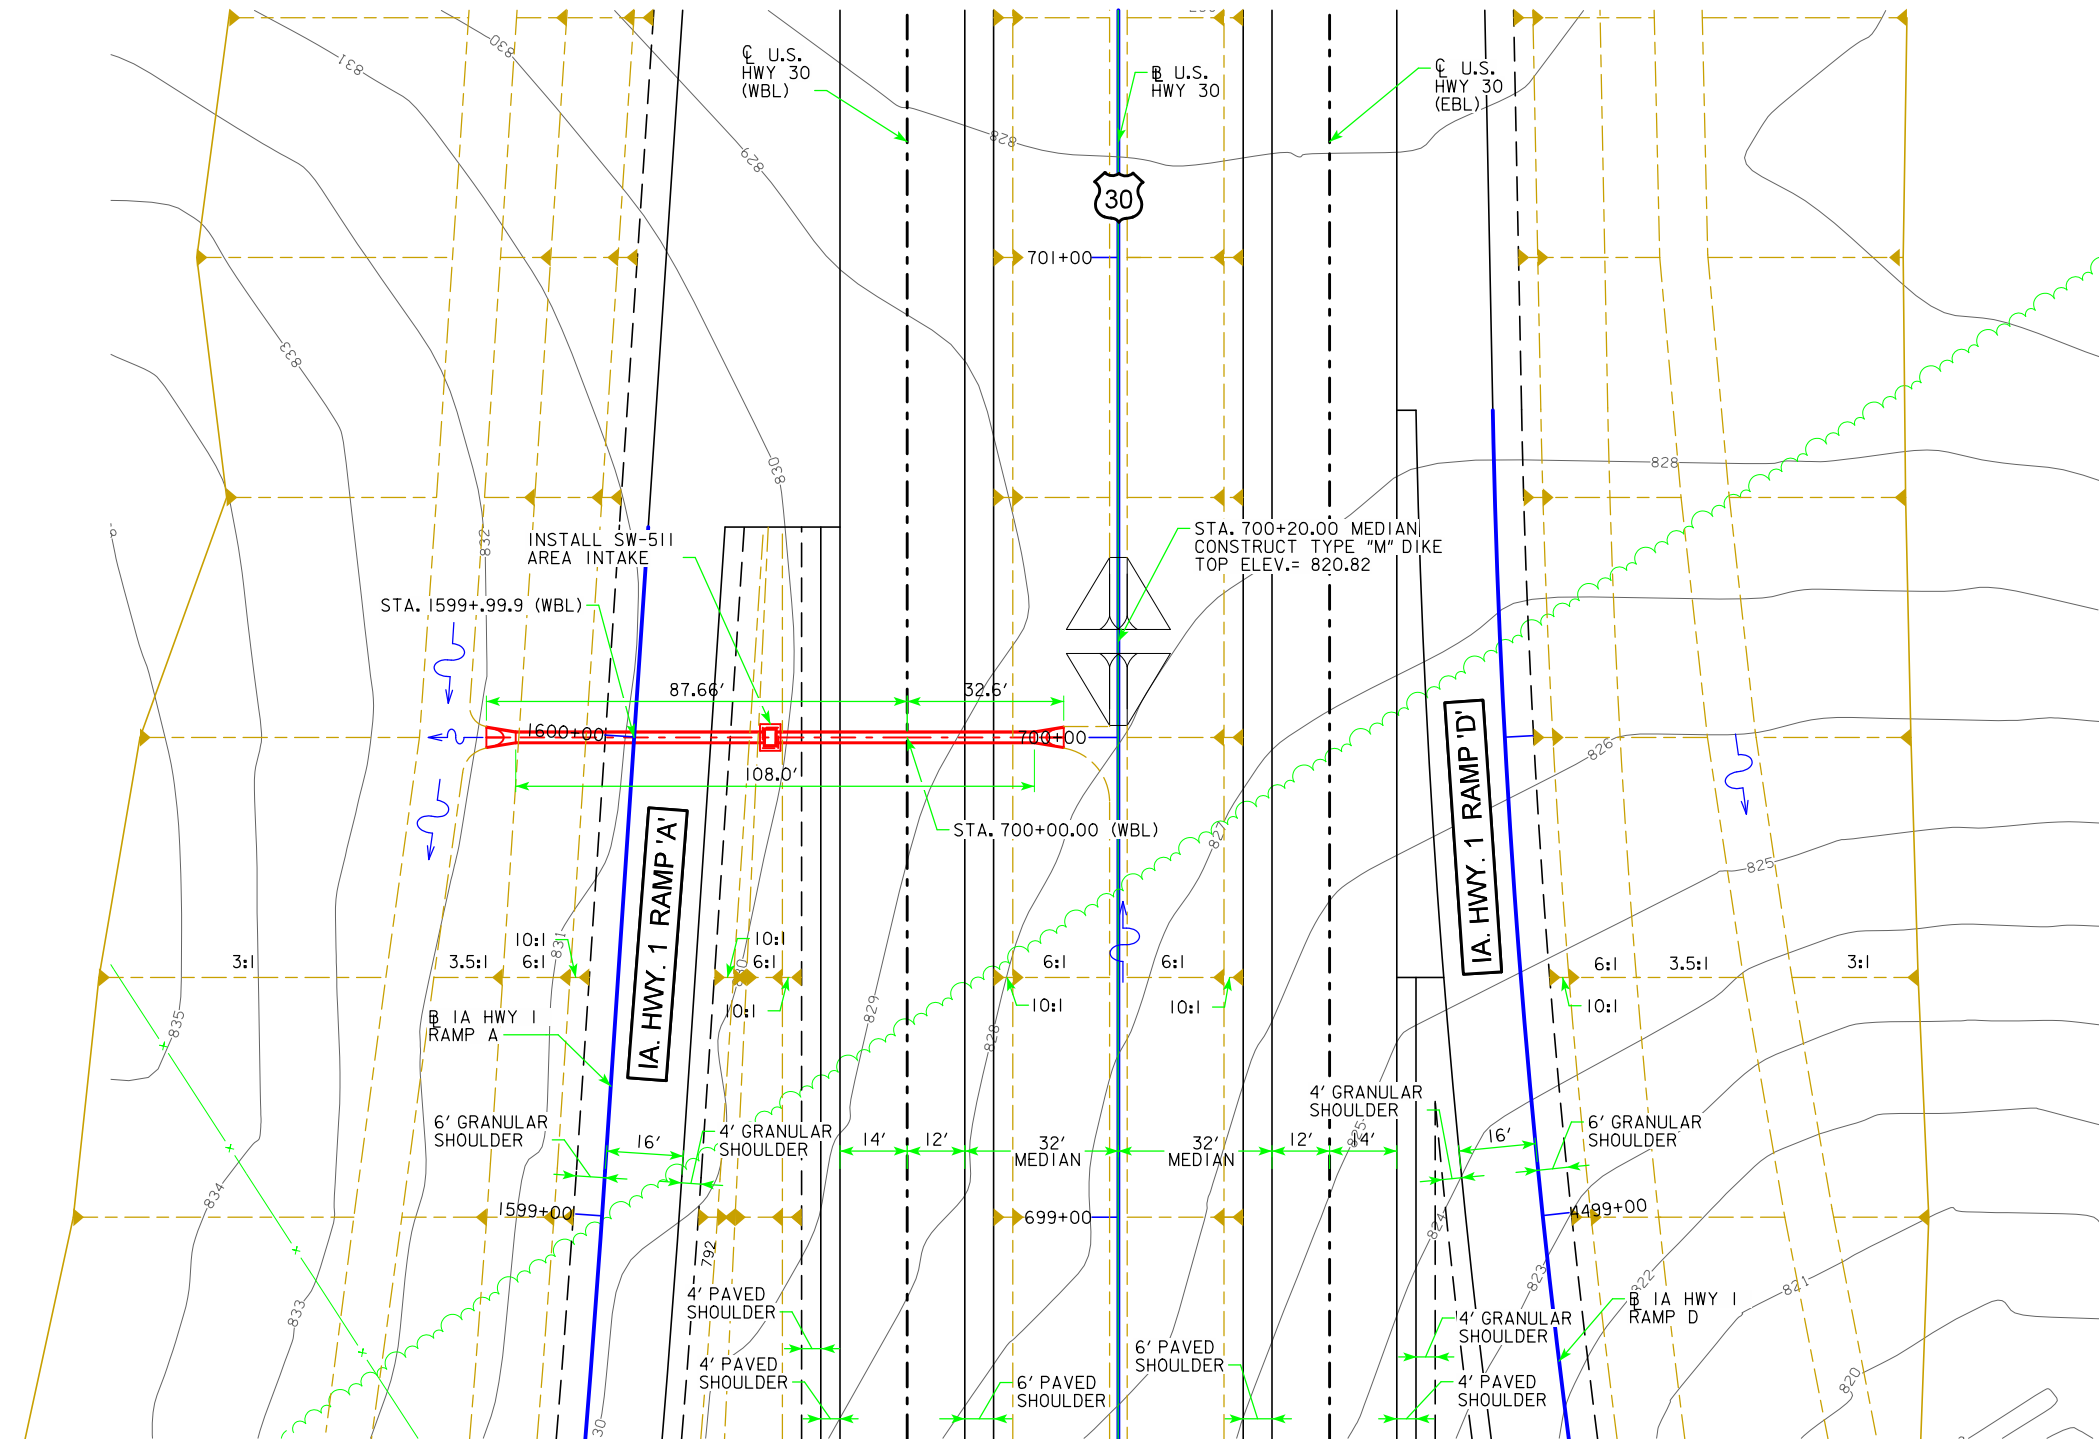 830
831
℄ U.S.
HWY 30
(WBL)
℄ U.S.
HWY 30
(EBL)
B U.S.
HWY 30
828
829
30
701+00
833
830
828
832
INSTALL SW-511
AREA INTAKE
STA. 700+20.00 MEDIAN
CONSTRUCT TYPE "M" DIKE
TOP ELEV.= 820.82
STA. 1599+.99.9 (WBL)
87.66'
32.6'
1600+00
700+00
826
108.0'
STA. 700+00.00 (WBL)
827
825
IA. HWY. 1 RAMP 'A'
IA. HWY. 1 RAMP 'D'
10:1
831
10:1
3:1
3.5:1
6:1
830
6:1
6:1
6:1
6:1
3.5:1
3:1
10:1
10:1
10:1
10:1
835
829
828
B IA HWY 1
RAMP A
4' GRANULAR
SHOULDER
6' GRANULAR
SHOULDER
16'
4' GRANULAR
SHOULDER
14'
12'
32'
MEDIAN
32'
MEDIAN
12'
14'
825
16'
6' GRANULAR
SHOULDER
834
1599+00
699+00
4499+00
824
792
823
822
821
833
4' PAVED
SHOULDER
B IA HWY 1
RAMP D
4' GRANULAR
SHOULDER
6' PAVED
SHOULDER
4' PAVED
SHOULDER
6' PAVED
SHOULDER
4' PAVED
SHOULDER
820
30